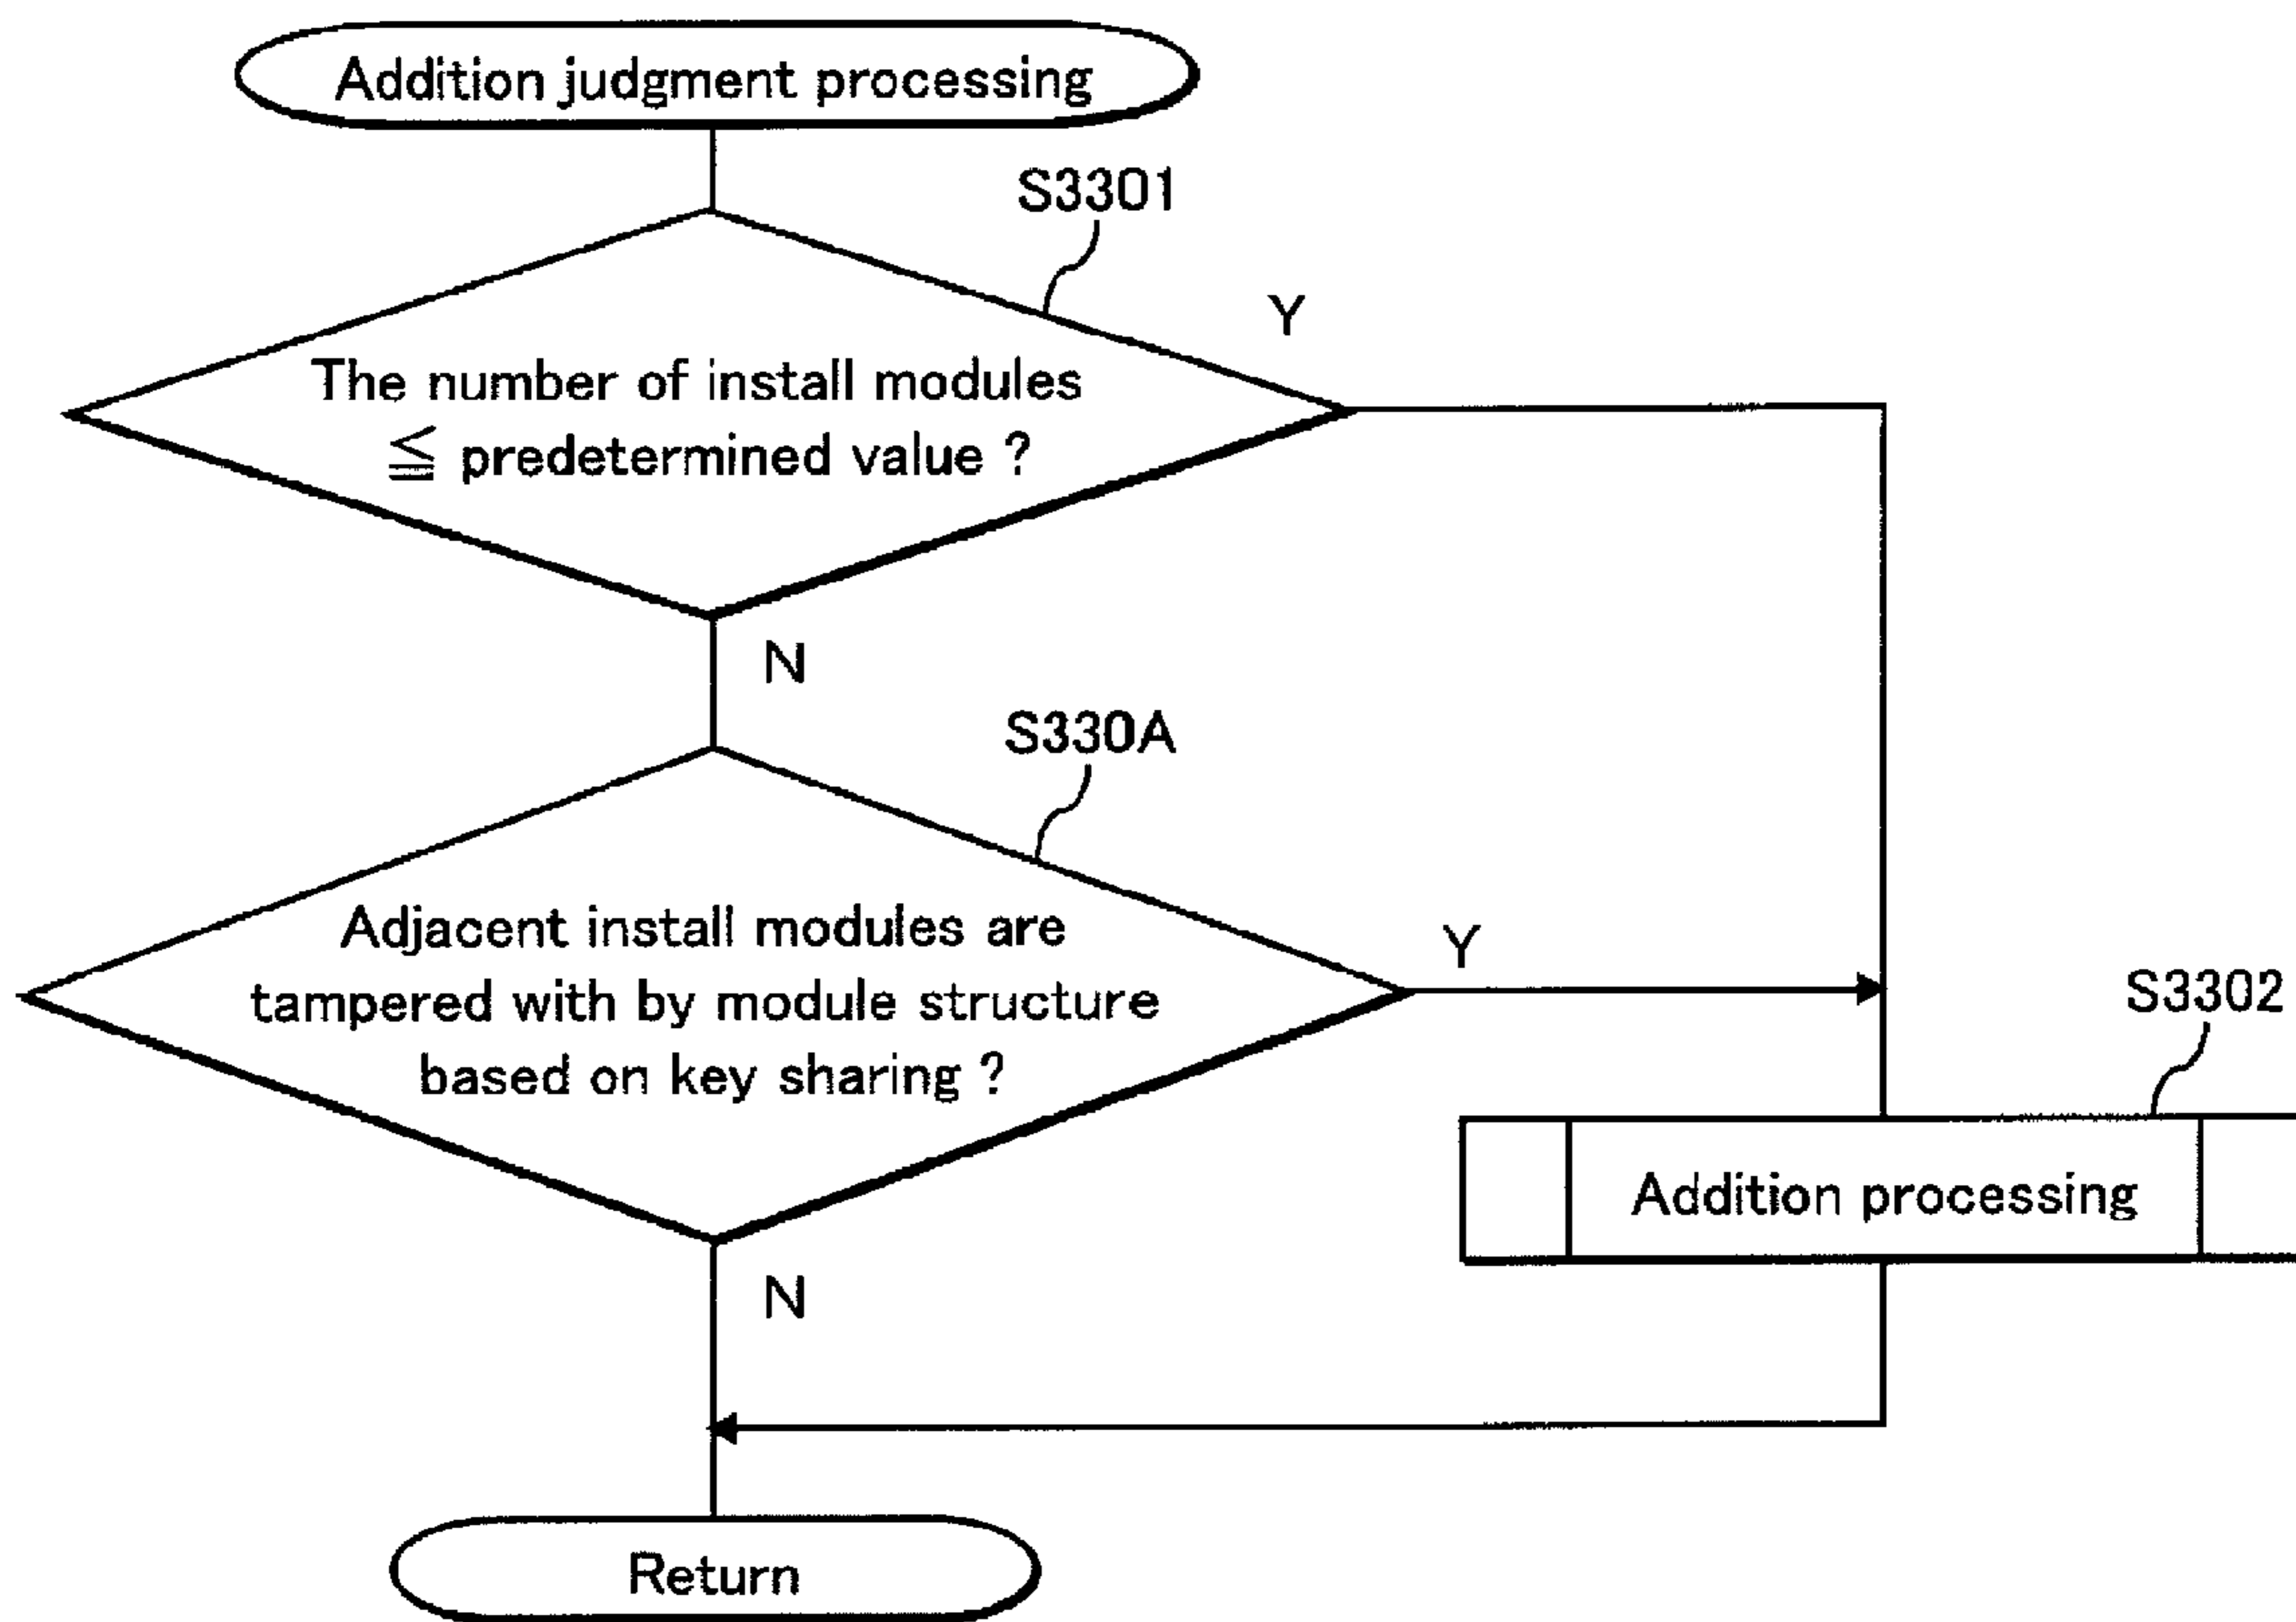 Addition judgment processing
S3301
Y
The number of install modules
≦ predetermined value ?
N
S330A
Adjacent install modules are
tampered with by module structure
based on key sharing ?
Y
S3302
Addition processing
N
Return